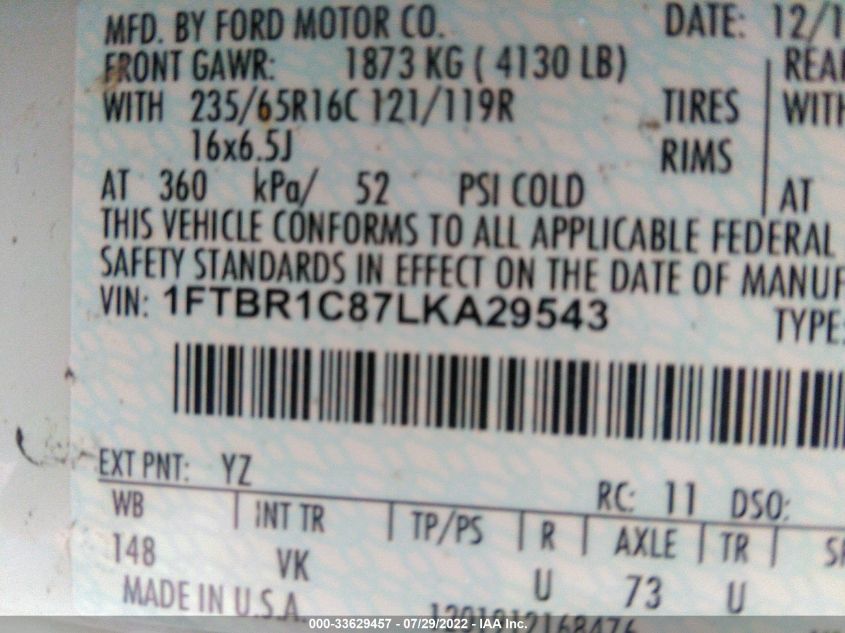 MFD. BY FORD MOTOR CO. DATE: 12/1
FRONT GAWR: 1873 KG ( 4130 LB) REAR
WITH 235/65R16C 121/119R TIRES WITH
16x6.5J RIMS
AT 360 kPa/ 52 PSI COLD AT
THIS VEHICLE CONFORMS TO ALL APPLICABLE FEDERAL
SAFETY STANDARDS IN EFFECT ON THE DATE OF MANUF
VIN: 1FTBR1C87LKA29543 TYPE:
EXT PNT: YZ RC: 11 DSO:
WB INT TR TP/PS R AXLE TR
148 VK U 73 U
MADE IN U.S.A. 1201912168476
000-33629457 - 07/29/2022 - IAA Inc.